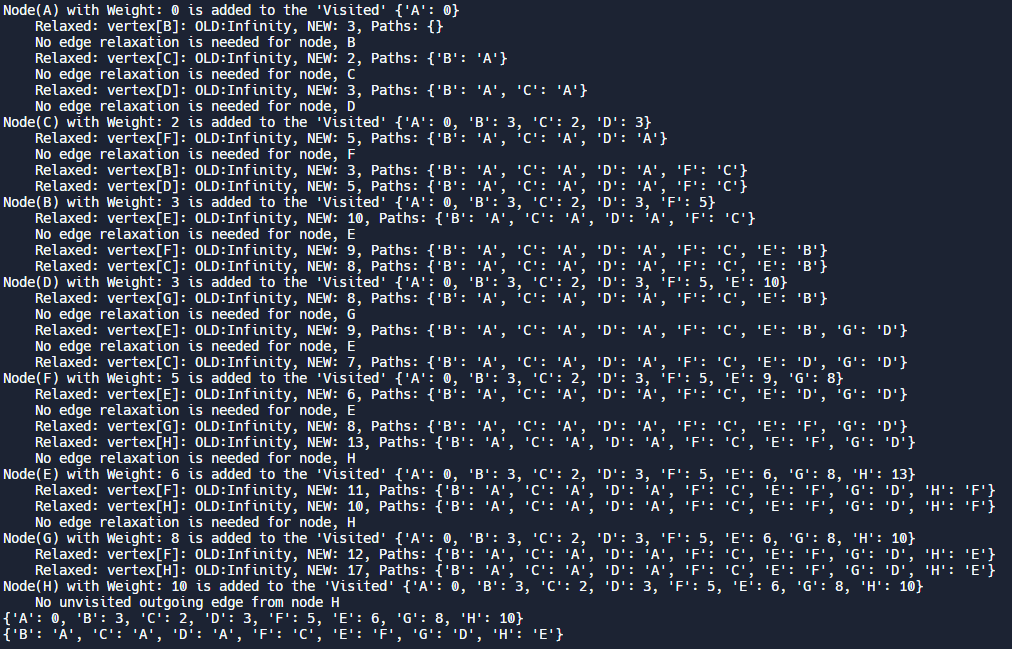 Node(A) with Weight: 0 is added to the 'Visited' {'A': 0}
    Relaxed: vertex[B]: OLD:Infinity, NEW: 3, Paths: {}
    No edge relaxation is needed for node, B
    Relaxed: vertex[C]: OLD:Infinity, NEW: 2, Paths: {'B': 'A'}
    No edge relaxation is needed for node, C
    Relaxed: vertex[D]: OLD:Infinity, NEW: 3, Paths: {'B': 'A', 'C': 'A'}
    No edge relaxation is needed for node, D
Node(C) with Weight: 2 is added to the 'Visited' {'A': 0, 'B': 3, 'C': 2, 'D': 3}
    Relaxed: vertex[F]: OLD:Infinity, NEW: 5, Paths: {'B': 'A', 'C': 'A', 'D': 'A'}
    No edge relaxation is needed for node, F
    Relaxed: vertex[B]: OLD:Infinity, NEW: 3, Paths: {'B': 'A', 'C': 'A', 'D': 'A', 'F': 'C'}
    Relaxed: vertex[D]: OLD:Infinity, NEW: 5, Paths: {'B': 'A', 'C': 'A', 'D': 'A', 'F': 'C'}
Node(B) with Weight: 3 is added to the 'Visited' {'A': 0, 'B': 3, 'C': 2, 'D': 3, 'F': 5}
    Relaxed: vertex[E]: OLD:Infinity, NEW: 10, Paths: {'B': 'A', 'C': 'A', 'D': 'A', 'F': 'C'}
    No edge relaxation is needed for node, E
    Relaxed: vertex[F]: OLD:Infinity, NEW: 9, Paths: {'B': 'A', 'C': 'A', 'D': 'A', 'F': 'C', 'E': 'B'}
    Relaxed: vertex[C]: OLD:Infinity, NEW: 8, Paths: {'B': 'A', 'C': 'A', 'D': 'A', 'F': 'C', 'E': 'B'}
Node(D) with Weight: 3 is added to the 'Visited' {'A': 0, 'B': 3, 'C': 2, 'D': 3, 'F': 5, 'E': 10}
    Relaxed: vertex[G]: OLD:Infinity, NEW: 8, Paths: {'B': 'A', 'C': 'A', 'D': 'A', 'F': 'C', 'E': 'B'}
    No edge relaxation is needed for node, G
    Relaxed: vertex[E]: OLD:Infinity, NEW: 9, Paths: {'B': 'A', 'C': 'A', 'D': 'A', 'F': 'C', 'E': 'B', 'G': 'D'}
    No edge relaxation is needed for node, E
    Relaxed: vertex[C]: OLD:Infinity, NEW: 7, Paths: {'B': 'A', 'C': 'A', 'D': 'A', 'F': 'C', 'E': 'D', 'G': 'D'}
Node(F) with Weight: 5 is added to the 'Visited' {'A': 0, 'B': 3, 'C': 2, 'D': 3, 'F': 5, 'E': 9, 'G': 8}
    Relaxed: vertex[E]: OLD:Infinity, NEW: 6, Paths: {'B': 'A', 'C': 'A', 'D': 'A', 'F': 'C', 'E': 'D', 'G': 'D'}
    No edge relaxation is needed for node, E
    Relaxed: vertex[G]: OLD:Infinity, NEW: 8, Paths: {'B': 'A', 'C': 'A', 'D': 'A', 'F': 'C', 'E': 'F', 'G': 'D'}
    Relaxed: vertex[H]: OLD:Infinity, NEW: 13, Paths: {'B': 'A', 'C': 'A', 'D': 'A', 'F': 'C', 'E': 'F', 'G': 'D'}
    No edge relaxation is needed for node, H
Node(E) with Weight: 6 is added to the 'Visited' {'A': 0, 'B': 3, 'C': 2, 'D': 3, 'F': 5, 'E': 6, 'G': 8, 'H': 13}
    Relaxed: vertex[F]: OLD:Infinity, NEW: 11, Paths: {'B': 'A', 'C': 'A', 'D': 'A', 'F': 'C', 'E': 'F', 'G': 'D', 'H': 'F'}
    Relaxed: vertex[H]: OLD:Infinity, NEW: 10, Paths: {'B': 'A', 'C': 'A', 'D': 'A', 'F': 'C', 'E': 'F', 'G': 'D', 'H': 'F'}
    No edge relaxation is needed for node, H
Node(G) with Weight: 8 is added to the 'Visited' {'A': 0, 'B': 3, 'C': 2, 'D': 3, 'F': 5, 'E': 6, 'G': 8, 'H': 10}
    Relaxed: vertex[F]: OLD:Infinity, NEW: 12, Paths: {'B': 'A', 'C': 'A', 'D': 'A', 'F': 'C', 'E': 'F', 'G': 'D', 'H': 'E'}
    Relaxed: vertex[H]: OLD:Infinity, NEW: 17, Paths: {'B': 'A', 'C': 'A', 'D': 'A', 'F': 'C', 'E': 'F', 'G': 'D', 'H': 'E'}
Node(H) with Weight: 10 is added to the 'Visited' {'A': 0, 'B': 3, 'C': 2, 'D': 3, 'F': 5, 'E': 6, 'G': 8, 'H': 10}
    No unvisited outgoing edge from node H
{'A': 0, 'B': 3, 'C': 2, 'D': 3, 'F': 5, 'E': 6, 'G': 8, 'H': 10}
{'B': 'A', 'C': 'A', 'D': 'A', 'F': 'C', 'E': 'F', 'G': 'D', 'H': 'E'}